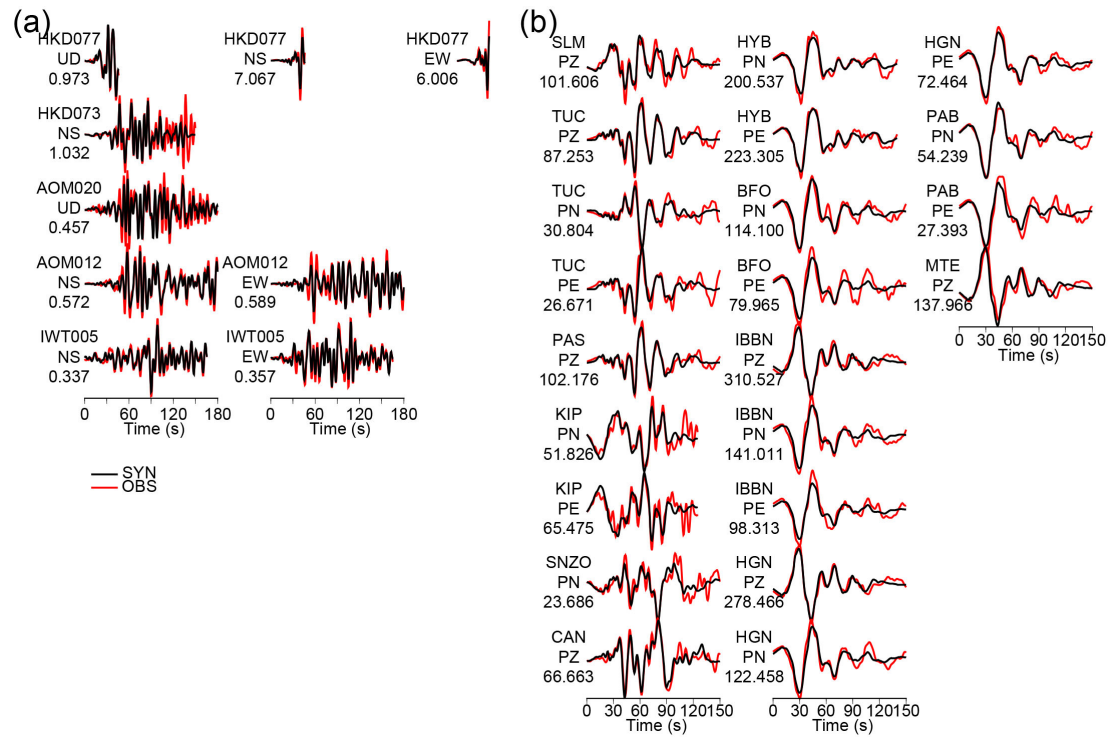 (a)
HKD077
UD
0.973
HKD077
NS
7.067
HKD077
EW
6.006
HKD073
NS
1.032
AOM020
UD
0.457
AOM012
NS
0.572
AOM012
EW
0.589
IWT005
NS
0.337
IWT005
EW
0.357
0 60 120 180
Time (s)
0 60 120 180
Time (s)
SYN
OBS
(b)
SLM
PZ
101.606
TUC
PZ
87.253
TUC
PN
30.804
TUC
PE
26.671
PAS
PZ
102.176
KIP
PN
51.826
KIP
PE
65.475
SNZO
PN
23.686
CAN
PZ
66.663
0 30 60 90 120 150
Time (s)
HYB
PN
200.537
HYB
PE
223.305
BFO
PN
114.100
BFO
PE
79.965
IBBN
PZ
310.527
IBBN
PN
141.011
IBBN
PE
98.313
HGN
PZ
278.466
HGN
PN
122.458
0 30 60 90 120 150
Time (s)
HGN
PE
72.464
PAB
PN
54.239
PAB
PE
27.393
MTE
PZ
137.966
0 30 60 90 120 150
Time (s)